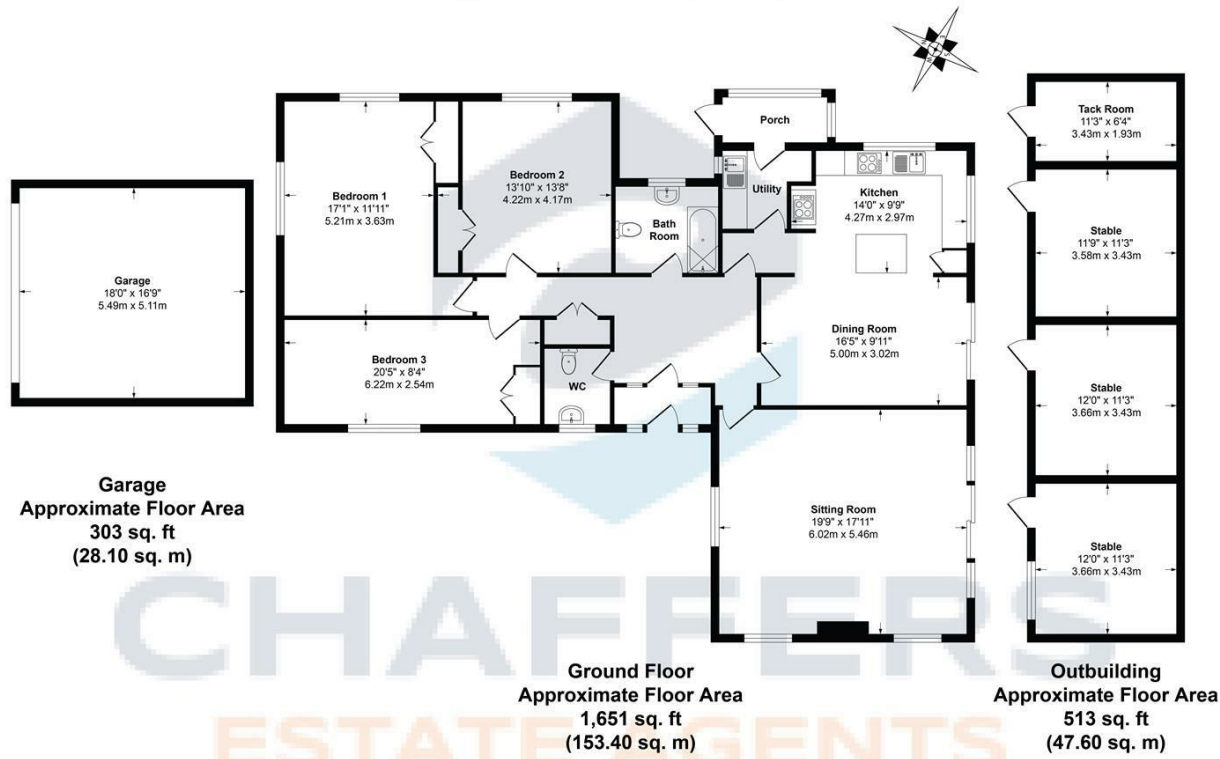 Garage
18'0" x 16'9"
5.49m x 5.11m
Garage
Approximate Floor Area
303 sq. ft
(28.10 sq. m)
Bedroom 1
17'1" x 11'11"
5.21m x 3.63m
Bedroom 2
13'10" x 13'8"
4.22m x 4.17m
Bedroom 3
20'5" x 8'4"
6.22m x 2.54m
WC
Bath
Room
Porch
Utility
Kitchen
14'0" x 9'9"
4.27m x 2.97m
Dining Room
16'5" x 9'11"
5.00m x 3.02m
Sitting Room
19'9" x 17'11"
6.02m x 5.46m
Ground Floor
Approximate Floor Area
1,651 sq. ft
(153.40 sq. m)
N
E
S
W
Tack Room
11'3" x 6'4"
3.43m x 1.93m
Stable
11'9" x 11'3"
3.58m x 3.43m
Stable
12'0" x 11'3"
3.66m x 3.43m
Stable
12'0" x 11'3"
3.66m x 3.43m
Outbuilding
Approximate Floor Area
513 sq. ft
(47.60 sq. m)
CHAFFERS
ESTATE AGENTS